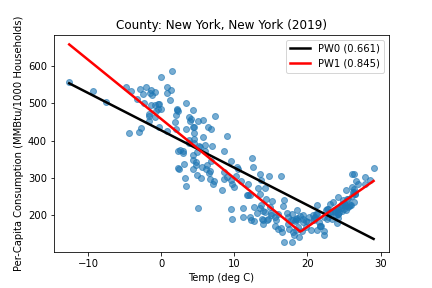 County: New York, New York (2019)
Per-Capita Consumption (MMBtu/1000 Households)
600
500
400
300
200
PW0 (0.661)
PW1 (0.845)
−10 0 10 20 30
Temp (deg C)